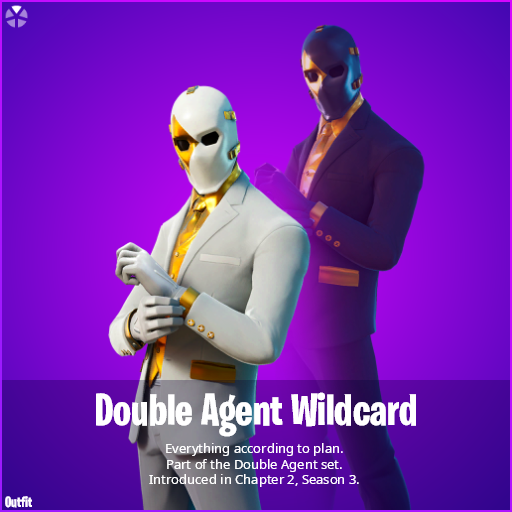 Double Agent Wildcard
Everything according to plan.
Part of the Double Agent set.
Introduced in Chapter 2, Season 3.
Outfit